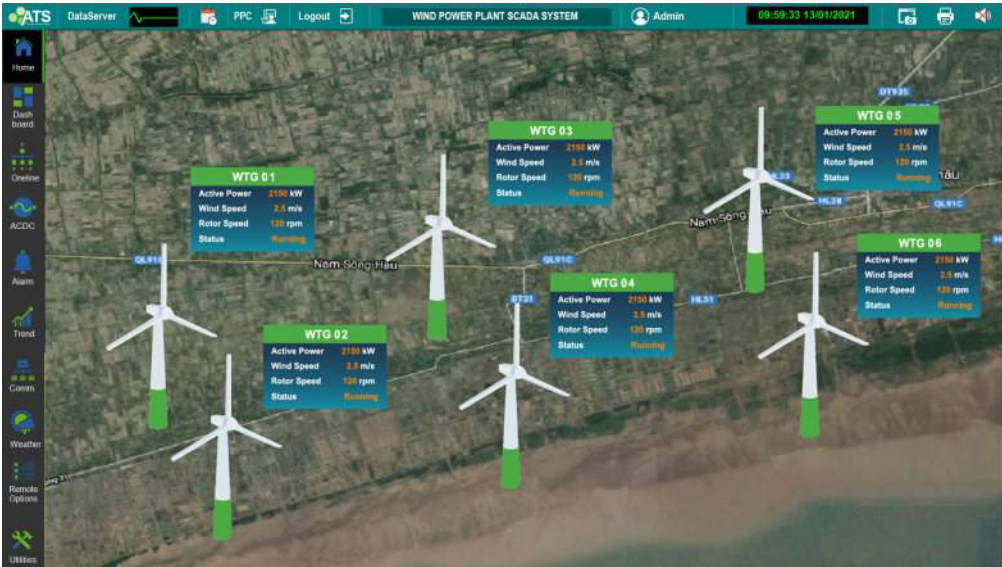 ATS DataServer PPC Logout WIND POWER PLANT SCADA SYSTEM Admin 09:59:33 13/01/2021
Home
Dash
board
Oneline
ACDC
Alarm
Trend
Comm
Weather
Remote
Options
Utilities
WTG 01
Active Power 2150 kW
Wind Speed 2.5 m/s
Rotor Speed 120 rpm
Status Running
WTG 02
Active Power 2150 kW
Wind Speed 2.5 m/s
Rotor Speed 120 rpm
Status Running
WTG 03
Active Power 2150 kW
Wind Speed 2.5 m/s
Rotor Speed 120 rpm
Status Running
WTG 04
Active Power 2150 kW
Wind Speed 2.5 m/s
Rotor Speed 120 rpm
Status Running
WTG 05
Active Power 2150 kW
Wind Speed 2.5 m/s
Rotor Speed 120 rpm
Status Running
WTG 06
Active Power 2150 kW
Wind Speed 2.5 m/s
Rotor Speed 120 rpm
Status Running
DT935
HL33
HL38
QL91C
Nam Sông Hậu
Nam Sông Hậu
QL91C
DT31
HL51